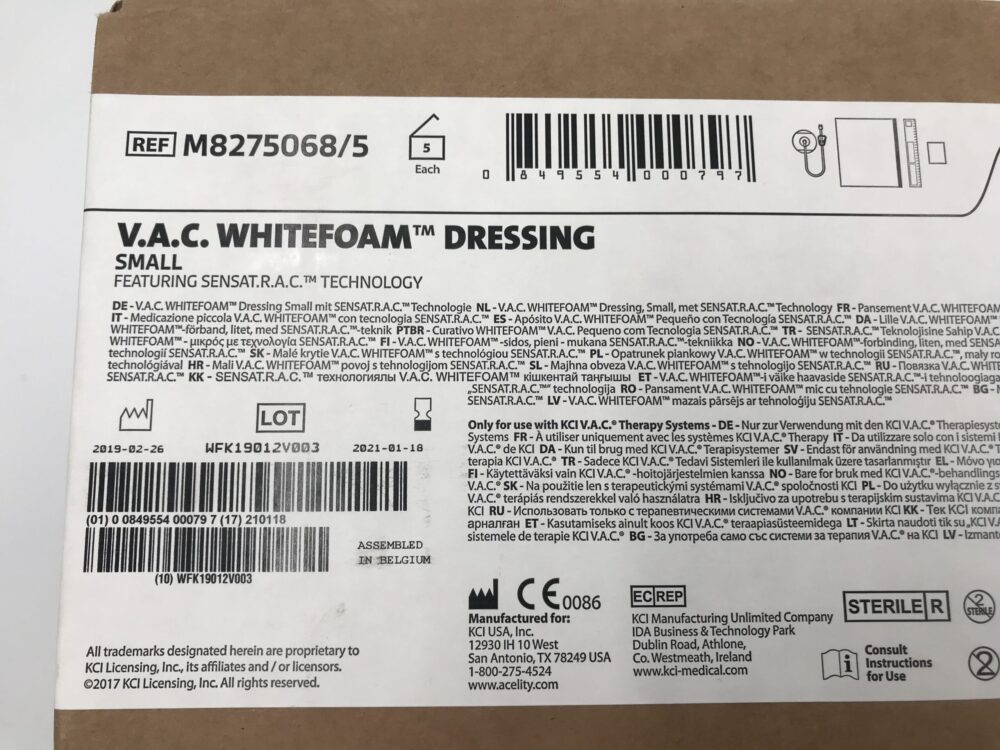 REF M8275068/5
5
Each
0 849554 000797
V.A.C. WHITEFOAM™ DRESSING
SMALL
FEATURING SENSAT.R.A.C.™ TECHNOLOGY
DE - V.A.C. WHITEFOAM™ Dressing Small mit SENSAT.R.A.C.™ Technologie NL - V.A.C. WHITEFOAM™ Dressing, Small, met SENSAT.R.A.C.™ Technology FR - Pansement V.A.C. WHITEFOAM
IT - Medicazione piccola V.A.C. WHITEFOAM™ con tecnologia SENSAT.R.A.C.™ ES - Apósito V.A.C. WHITEFOAM™ Pequeño con Tecnología SENSAT.R.A.C.™ DA - Lille V.A.C. WHITEFOAM™
WHITEFOAM™-förband, litet, med SENSAT.R.A.C.™-teknik PTBR - Curativo WHITEFOAM™ V.A.C. Pequeno com Tecnologia SENSAT.R.A.C.™ TR - SENSAT.R.A.C.™ Teknolojisine Sahip V.A.C.
WHITEFOAM™ -μικρός με τεχνολογία SENSAT.R.A.C.™ FI - V.A.C. WHITEFOAM™ -sidos, pieni - mukana SENSAT.R.A.C.™-tekniikka NO - V.A.C. WHITEFOAM™-forbinding, liten, med
technologií SENSAT.R.A.C.™ SK - Malé krytie V.A.C. WHITEFOAM™ s technológiou SENSAT.R.A.C.™ PL - Opatrunek piankowy V.A.C.™ WHITEFOAM™ w technologii SENSAT.R.A.C.™, mały
technológiával HR - Mali V.A.C. WHITEFOAM™ povoj s tehnologijom SENSAT.R.A.C.™ SL - Majhna obveza V.A.C. WHITEFOAM™ s tehnologijo SENSAT.R.A.C.™ RU - Повязка V.A.C.
SENSAT.R.A.C.™ KK - SENSAT.R.A.C.™ технологиялы V.A.C. WHITEFOAM™ кішкентай таңғышы ET - V.A.C. WHITEFOAM™-i väike haavaside SENSAT.R.A.C.™-i tehnoloogiaga
SENSAT.R.A.C.™ technologija RO - Pansament V.A.C. WHITEFOAM™ mic cu tehnologie SENSAT.R.A.C.™ BG -
SENSAT.R.A.C.™ LV - V.A.C. WHITEFOAM™ mazais pārsējs ar tehnoloģiju SENSAT.R.A.C.™
LOT
2019-02-26 WFK19012V003 2021-01-18
Only for use with KCI V.A.C.® Therapy Systems - DE - Nur zur Verwendung mit den KCI V.A.C.®
Systems FR - À utiliser uniquement avec les systèmes KCI V.A.C.® Therapy IT - Da utilizzare solo con i sistemi
V.A.C.® de KCI DA - Kun til brug med KCI V.A.C.® Terapisystemer SV - Endast för användning med KCI V.A.C.®
terapia KCI V.A.C.® TR - Sadece KCI V.A.C.® Tedavi Sistemleri ile kullanılmak üzere tasarlanmıştır EL - Μόνο για
FI - Käytettäväksi vain KCI V.A.C.® -hoitojärjestelmien kanssa NO - Bare for bruk med KCI V.A.C.®-behandlings
V.A.C.® SK - Na použitie len s terapeutickými systémami V.A.C.® spoločnosti KCI PL - Do użytku wyłącznie z
V.A.C.® terápiás rendszerekkel való használatra HR - Isključivo za upotrebu s terapijskim sustavima KCI V.A.C.
KCI RU - Использовать только с терапевтическими системами V.A.C.® компании KCI KK - Тек KCI
арналған ET - Kasutamiseks ainult koos KCI V.A.C.® teraapiasüsteemidega LT - Skirta naudoti tik su „KCI
sistemele de terapie KCI V.A.C.® BG - За употреба само със системи за терапия V.A.C.® на KCI LV - Izmantošanai
(01) 0 0849554 00079 7 (17) 210118
(10) WFK19012V003
ASSEMBLED
IN BELGIUM
CE 0086
Manufactured for:
KCI USA, Inc.
12930 IH 10 West
San Antonio, TX 78249 USA
1-800-275-4524
www.acelity.com
EC REP
KCI Manufacturing Unlimited Company
IDA Business & Technology Park
Dublin Road, Athlone,
Co. Westmeath, Ireland
www.kci-medical.com
STERILE R
2
STERILE
i
Consult
Instructions
for Use
2
All trademarks designated herein are proprietary to
KCI Licensing, Inc., its affiliates and / or licensors.
©2017 KCI Licensing, Inc. All rights reserved.